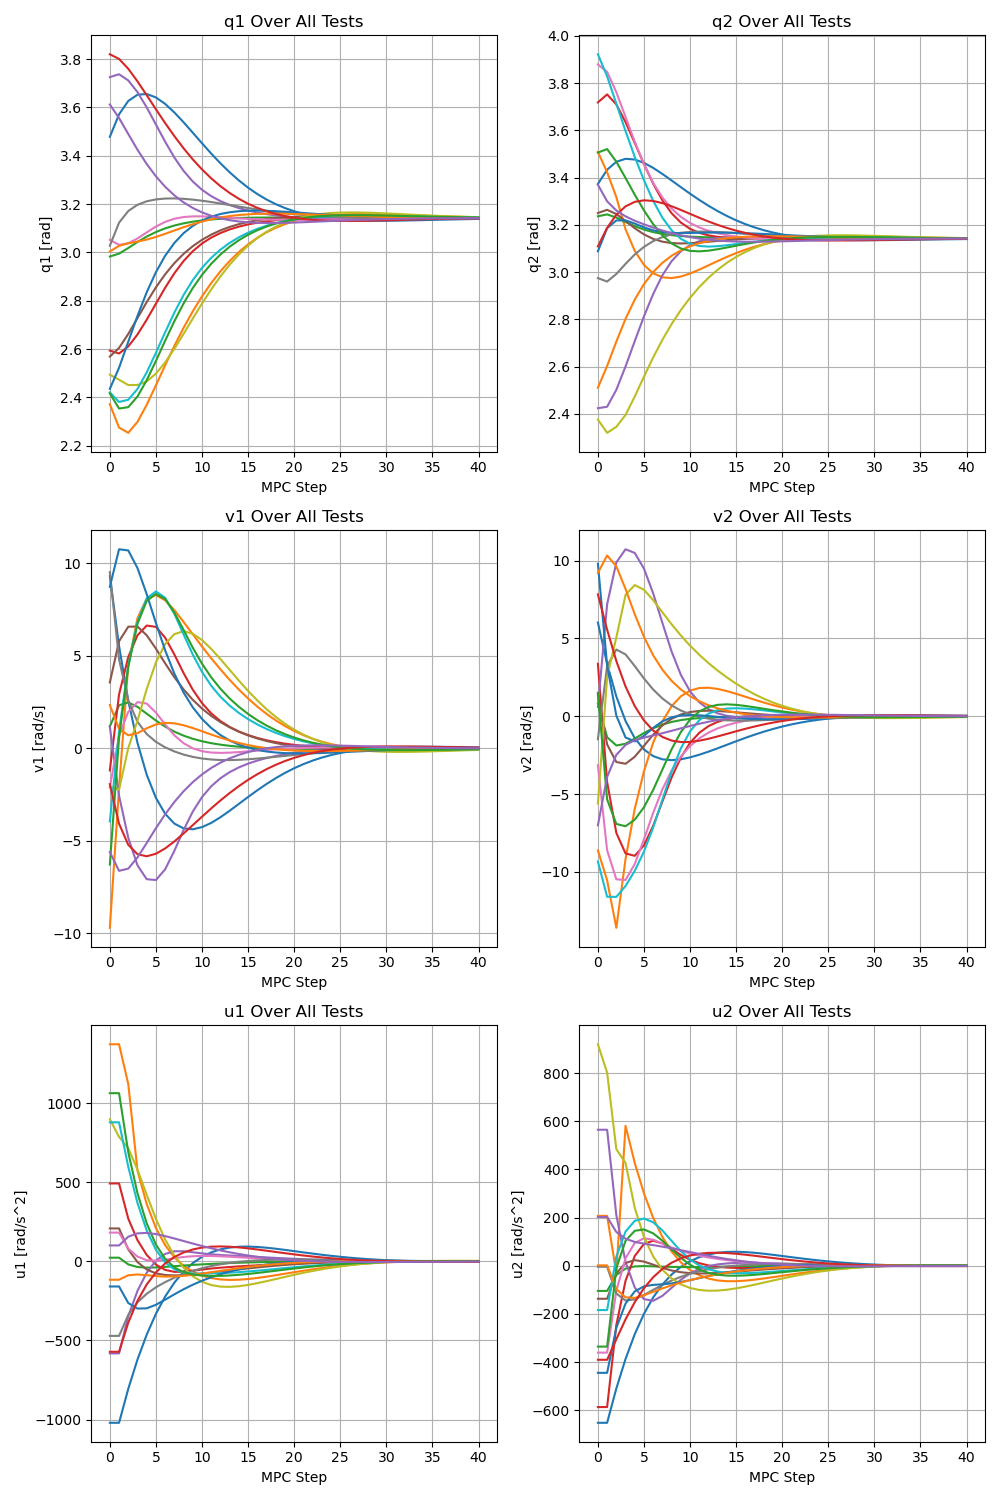 q1 Over All Tests
q1 [rad]
3.8
3.6
3.4
3.2
3.0
2.8
2.6
2.4
2.2
0 5 10 15 20 25 30 35 40
MPC Step
q2 Over All Tests
q2 [rad]
4.0
3.8
3.6
3.4
3.2
3.0
2.8
2.6
2.4
0 5 10 15 20 25 30 35 40
MPC Step
v1 Over All Tests
v1 [rad/s]
10
5
0
−5
−10
0 5 10 15 20 25 30 35 40
MPC Step
v2 Over All Tests
v2 [rad/s]
10
5
0
−5
−10
0 5 10 15 20 25 30 35 40
MPC Step
u1 Over All Tests
u1 [rad/s^2]
1000
500
0
−500
−1000
0 5 10 15 20 25 30 35 40
MPC Step
u2 Over All Tests
u2 [rad/s^2]
800
600
400
200
0
−200
−400
−600
0 5 10 15 20 25 30 35 40
MPC Step